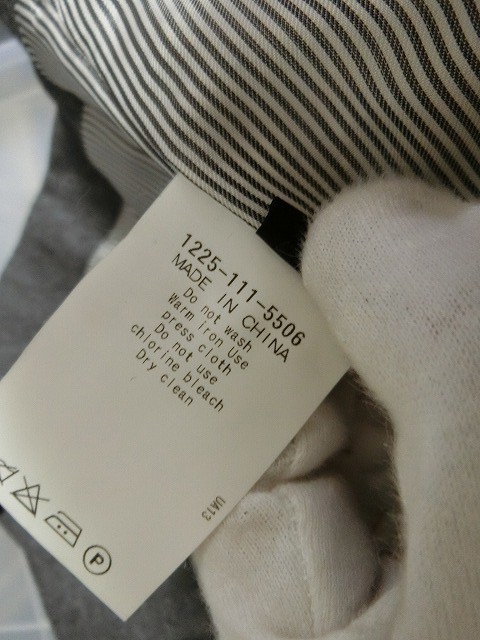 1225-111-5506
MADE IN CHINA
Do not wash
Warm iron Use
press cloth
Do not use
chlorine bleach
Dry clean
UA13
P